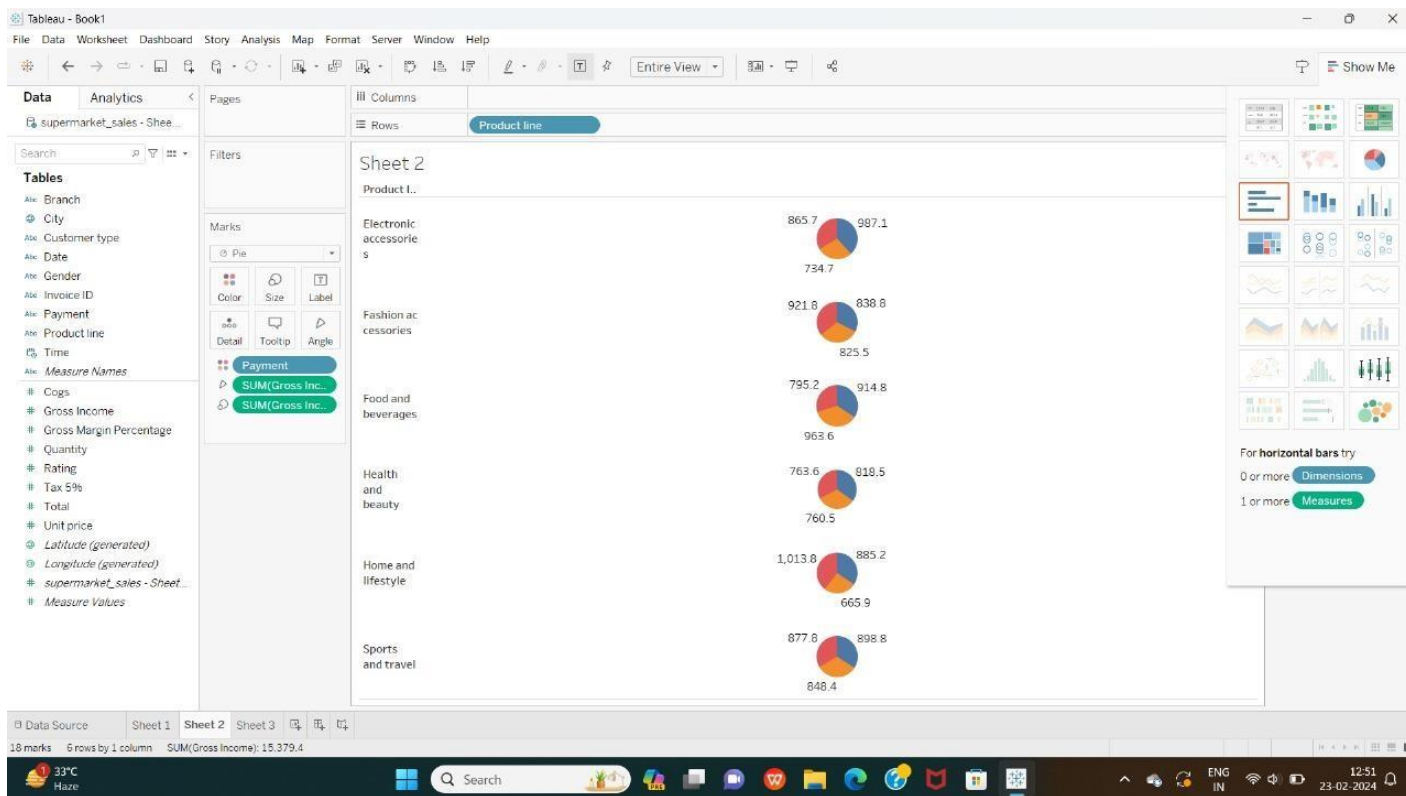 Tableau - Book1
File Data Worksheet Dashboard Story Analysis Map Format Server Window Help
Entire View
Show Me
Data Analytics
Pages
Columns
supermarket_sales - Shee...
Rows
Product line
Search
Filters
Sheet 2
Tables
Product l..
Abc Branch
City
Abc Customer type
Abc Date
Abc Gender
Abc Invoice ID
Abc Payment
Abc Product line
Time
Abc Measure Names
# Cogs
# Gross Income
# Gross Margin Percentage
# Quantity
# Rating
# Tax 5%
# Total
# Unit price
Latitude (generated)
Longitude (generated)
# supermarket_sales - Sheet...
# Measure Values
Marks
Pie
Color Size Label
Detail Tooltip Angle
Payment
SUM(Gross Inc..
SUM(Gross Inc..
Electronic
accessorie
s
865.7 987.1
734.7
Fashion ac
cessories
921.8 838.8
825.5
Food and
beverages
795.2 914.8
963.6
Health
and
beauty
763.6 818.5
760.5
Home and
lifestyle
1,013.8 885.2
665.9
Sports
and travel
877.8 898.8
848.4
For horizontal bars try
0 or more Dimensions
1 or more Measures
Data Source Sheet 1 Sheet 2 Sheet 3
18 marks 6 rows by 1 column SUM(Gross Income): 15,379.4
1
33°C
Haze
Search
ENG
IN
12:51
23-02-2024